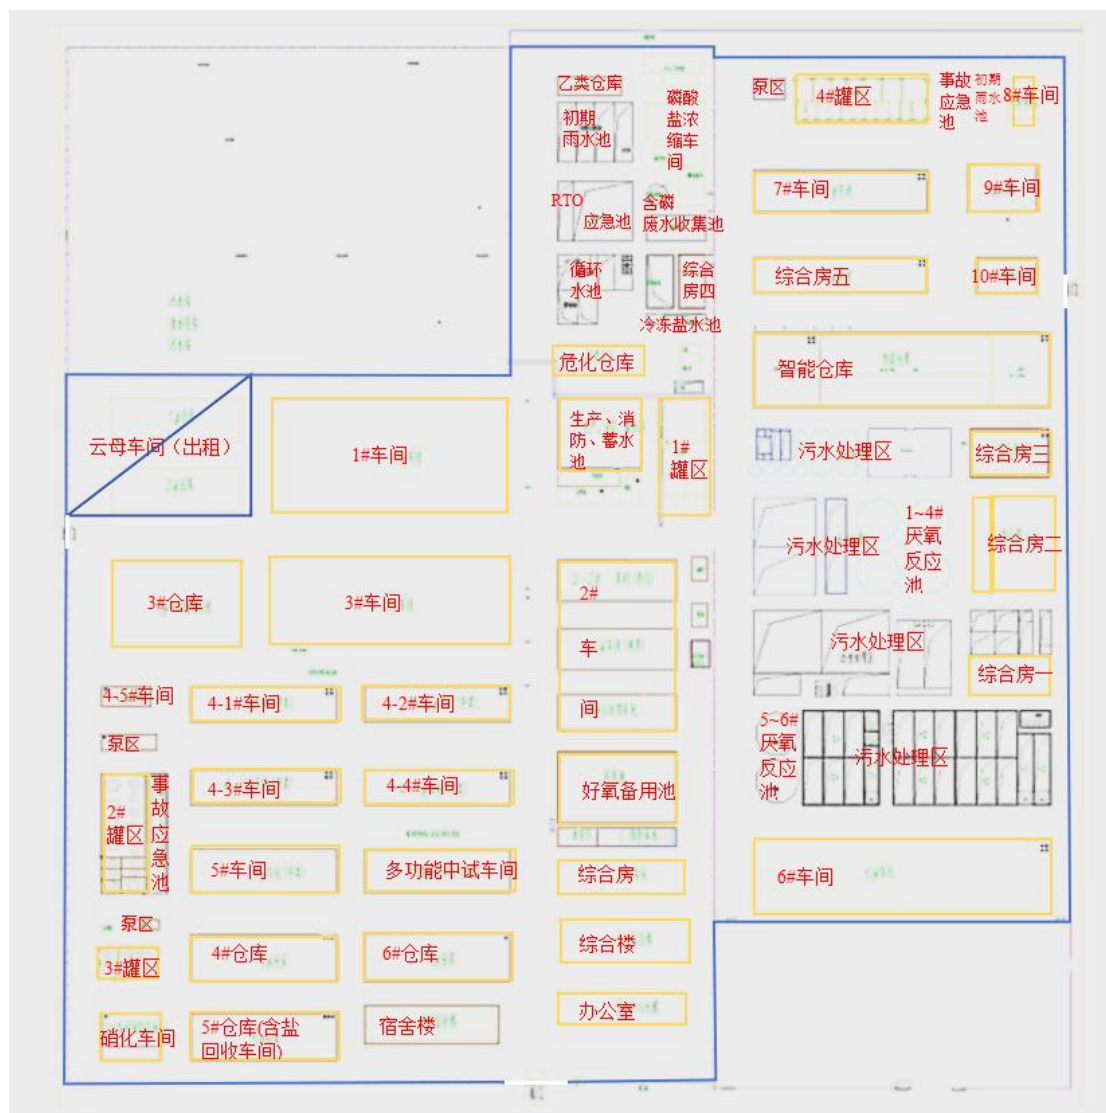 乙类仓库
初期
雨水池
磷酸
盐浓
缩车
间
RTO
应急池
含磷
废水收集池
循环
水池
综合
房四
冷冻盐水池
危化仓库
泵区
4#罐区
事故
应急
池
初期
雨水
池
8#车间
7#车间
9#车间
综合房五
10#车间
智能仓库
云母车间（出租）
1#车间
生产、消
防、蓄水
池
1#
罐区
污水处理区
综合房三
污水处理区
1~4#
厌氧
反应
池
综合房二
3#仓库
3#车间
2#
车
间
污水处理区
综合房一
4-5#车间
4-1#车间
4-2#车间
泵区
4-3#车间
4-4#车间
好氧备用池
5~6#
厌氧
反应
池
污水处理区
2#
罐区
事故应急池
5#车间
多功能中试车间
综合房
6#车间
泵区
3#罐区
4#仓库
6#仓库
综合楼
硝化车间
5#仓库(含盐
回收车间)
宿舍楼
办公室